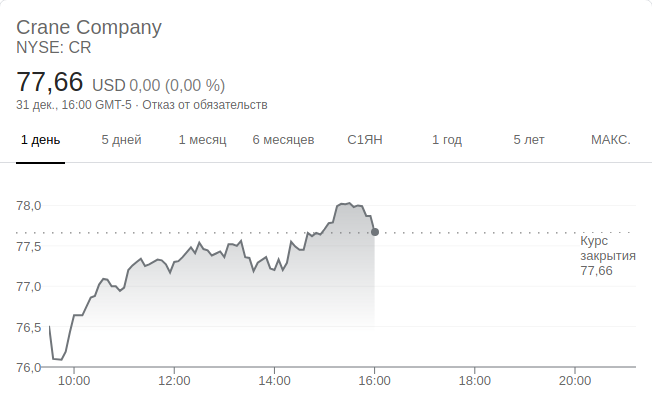 Crane Company
NYSE: CR
77,66 USD 0,00 (0,00 %)
31 дек., 16:00 GMT-5 · Отказ от обязательств
1 день 5 дней 1 месяц 6 месяцев С1ЯН 1 год 5 лет МАКС.
78,0
77,5
77,0
76,5
76,0
Курс
закрытия
77,66
10:00 12:00 14:00 16:00 18:00 20:00